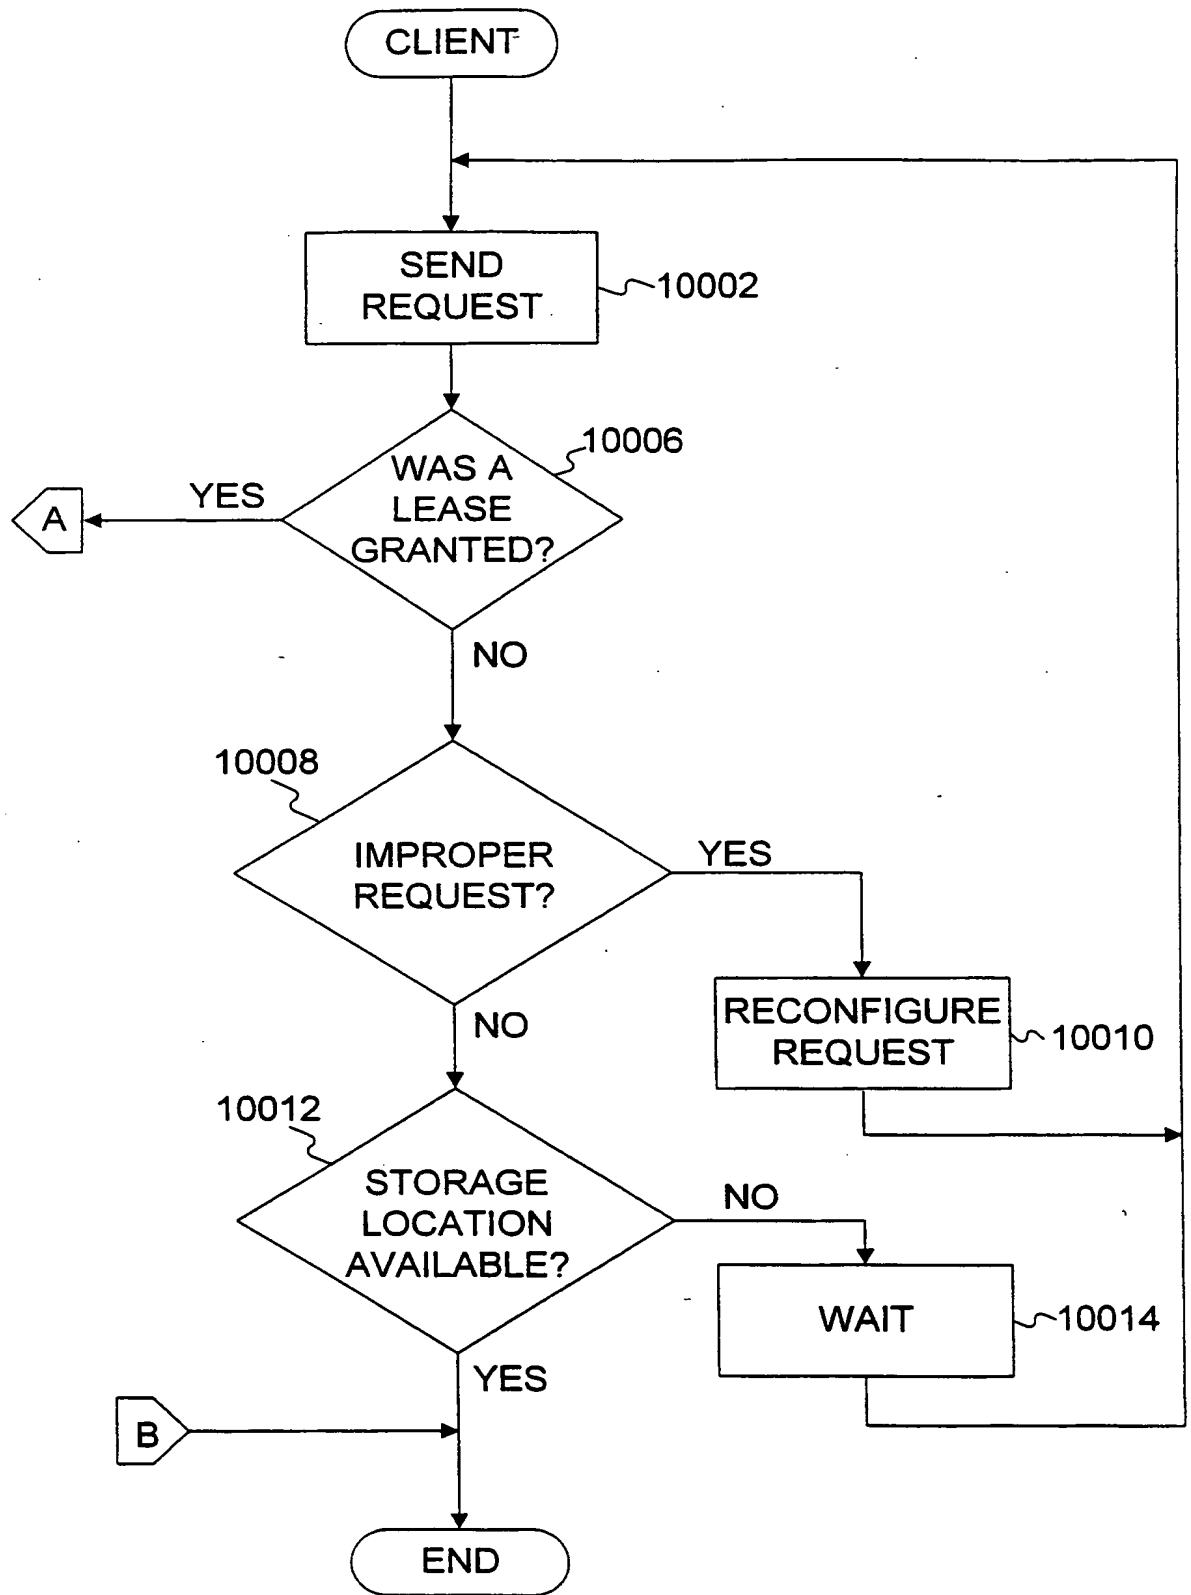 CLIENT
SEND
REQUEST
10002
10006
WAS A
LEASE
GRANTED?
YES
A
NO
10008
IMPROPER
REQUEST?
YES
NO
RECONFIGURE
REQUEST
10010
10012
STORAGE
LOCATION
AVAILABLE?
NO
WAIT
10014
YES
B
END